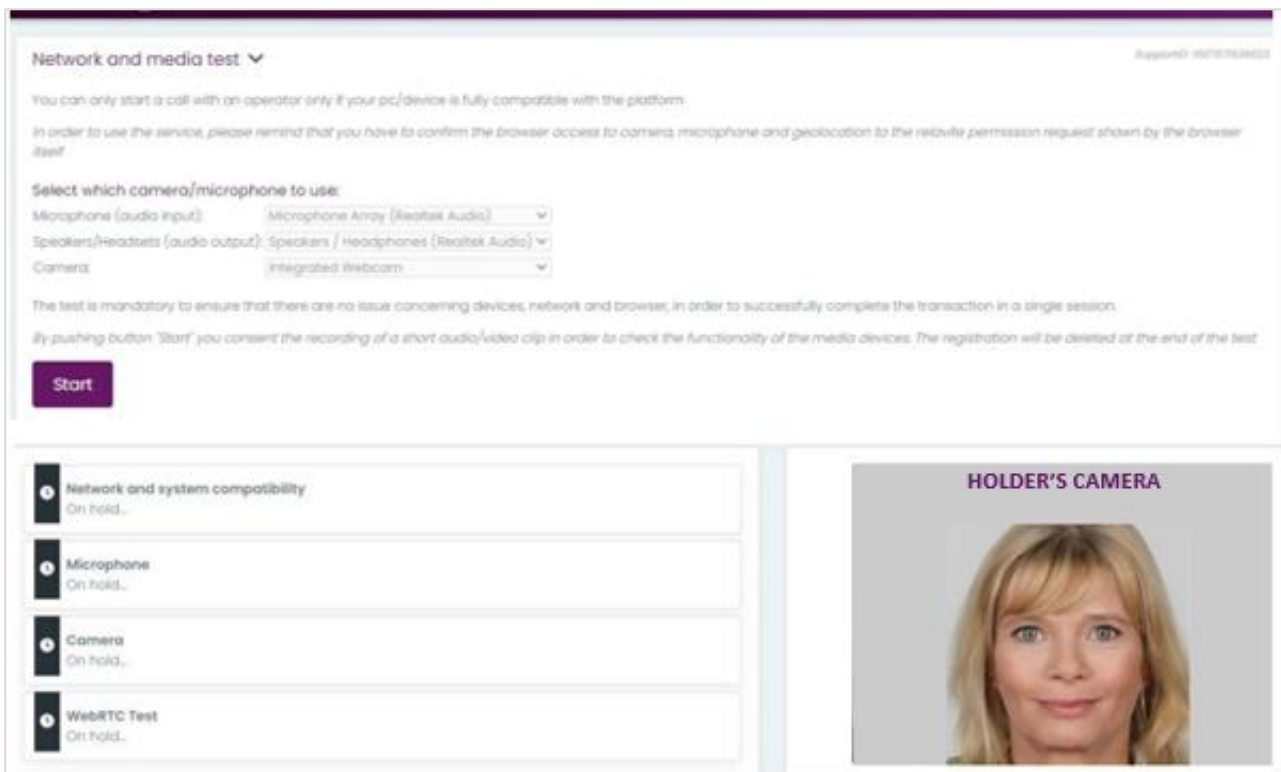 Network and media test
You can only start a call with an operator only if your pc/device is fully compatible with the platform
In order to use the service, please remind that you have to confirm the browser access to camera, microphone and geolocation to the relavite permission request shown by the browser
itself
Select which camera/microphone to use:
Microphone (audio input): Microphone Array (Realtek Audio)
Speakers/Headsets (audio output): Speakers / Headphones (Realtek Audio)
Camera: Integrated Webcam
The test is mandatory to ensure that there are no issue concerning devices, network and browser, in order to successfully complete the transaction in a single session.
By pushing button "Start" you consent the recording of a short audio/video clip in order to check the functionality of the media devices. The registration will be deleted at the end of the test
Start
Network and system compatibility
On hold...
Microphone
On hold...
Camera
On hold...
WebRTC Test
On hold...
HOLDER'S CAMERA